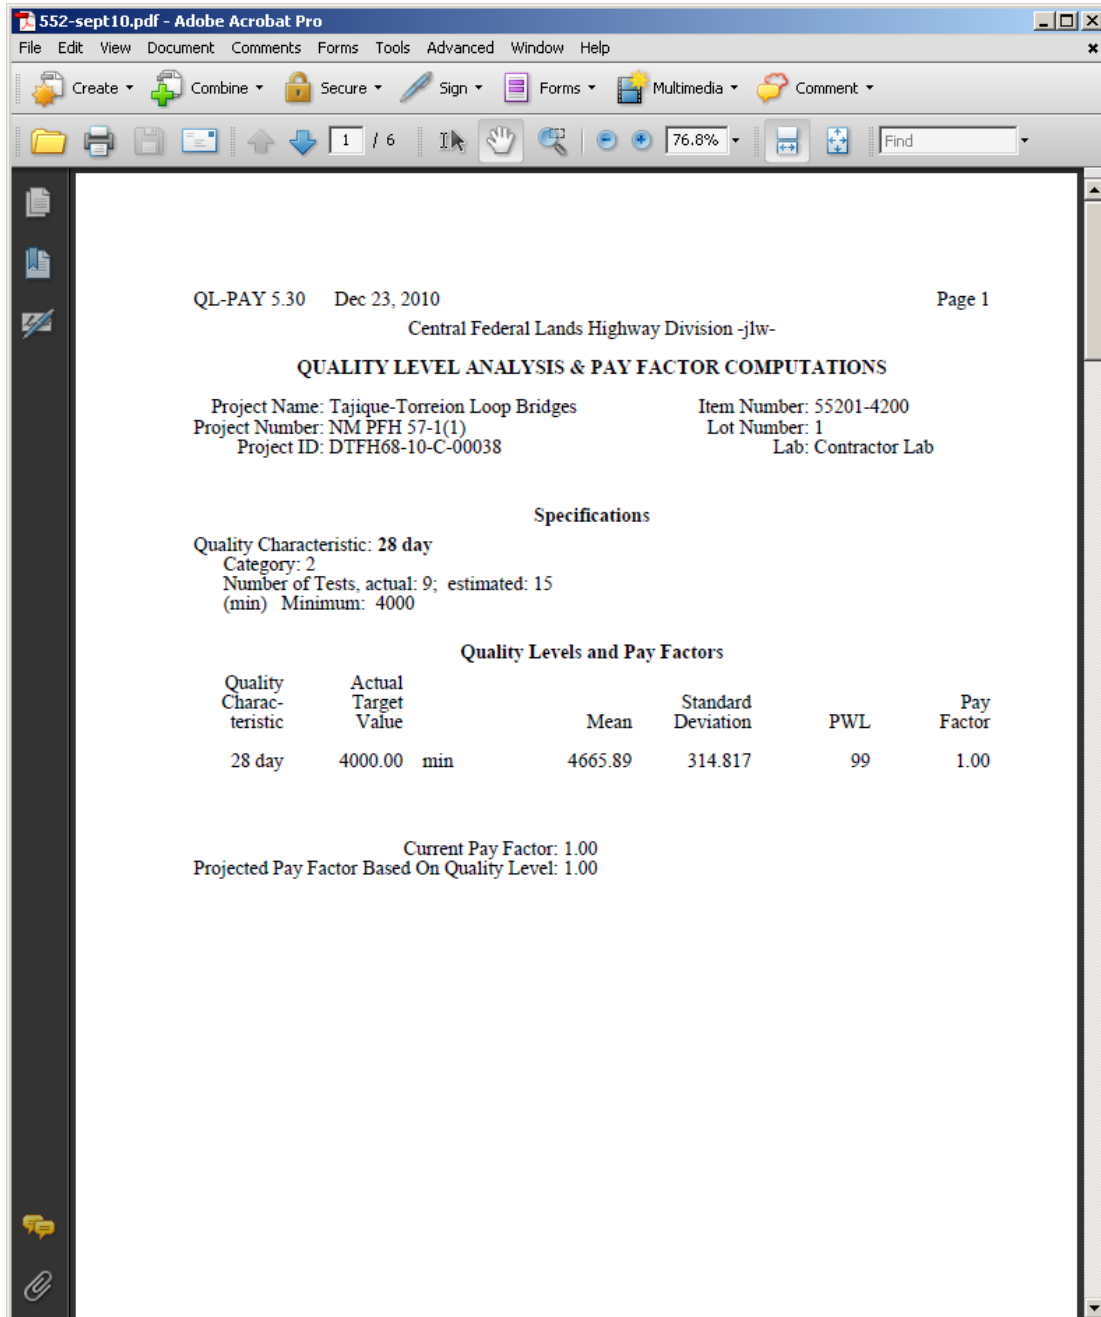 552-sept10.pdf - Adobe Acrobat Pro
File Edit View Document Comments Forms Tools Advanced Window Help
Create Combine Secure Sign Forms Multimedia Comment
1 / 6 76.8% Find
QL-PAY 5.30 Dec 23, 2010 Page 1
Central Federal Lands Highway Division -jlw-
QUALITY LEVEL ANALYSIS & PAY FACTOR COMPUTATIONS
Project Name: Tajique-Torreion Loop Bridges Item Number: 55201-4200
Project Number: NM PFH 57-1(1) Lot Number: 1
Project ID: DTFH68-10-C-00038 Lab: Contractor Lab
Specifications
Quality Characteristic: 28 day
Category: 2
Number of Tests, actual: 9; estimated: 15
(min) Minimum: 4000
Quality Levels and Pay Factors
Quality Actual
Charac- Target Standard Pay
teristic Value Mean Deviation PWL Factor
28 day 4000.00 min 4665.89 314.817 99 1.00
Current Pay Factor: 1.00
Projected Pay Factor Based On Quality Level: 1.00